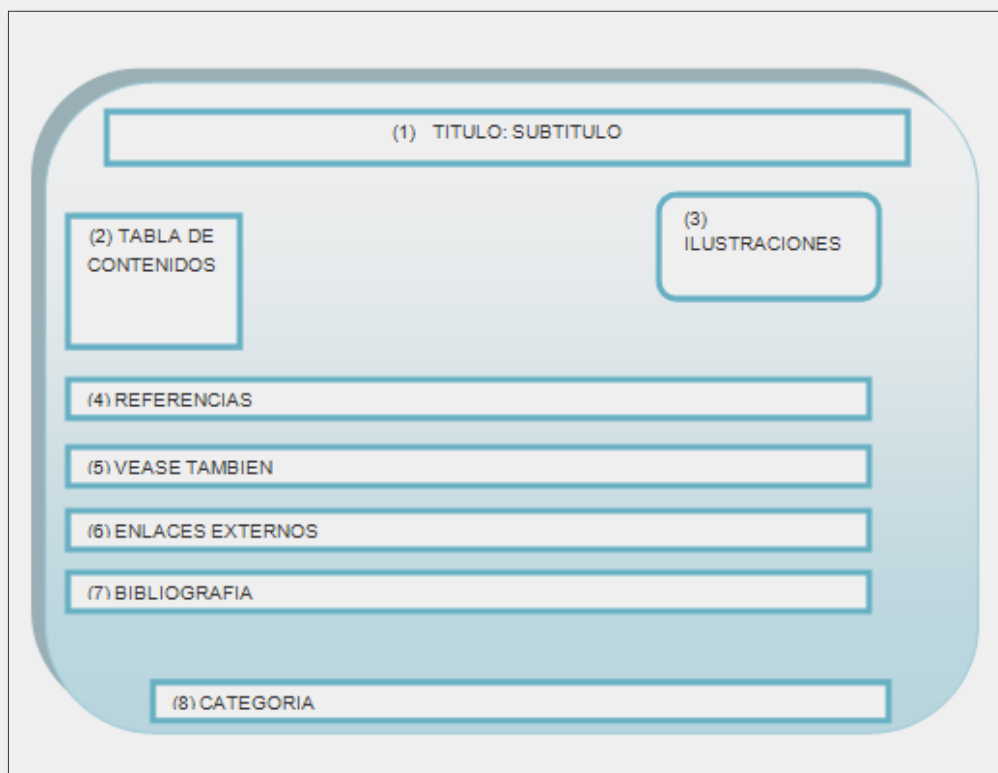 (1) TITULO: SUBTITULO
(2) TABLA DE
CONTENIDOS
(3)
ILUSTRACIONES
(4) REFERENCIAS
(5) VEASE TAMBIEN
(6) ENLACES EXTERNOS
(7) BIBLIOGRAFIA
(8) CATEGORIA